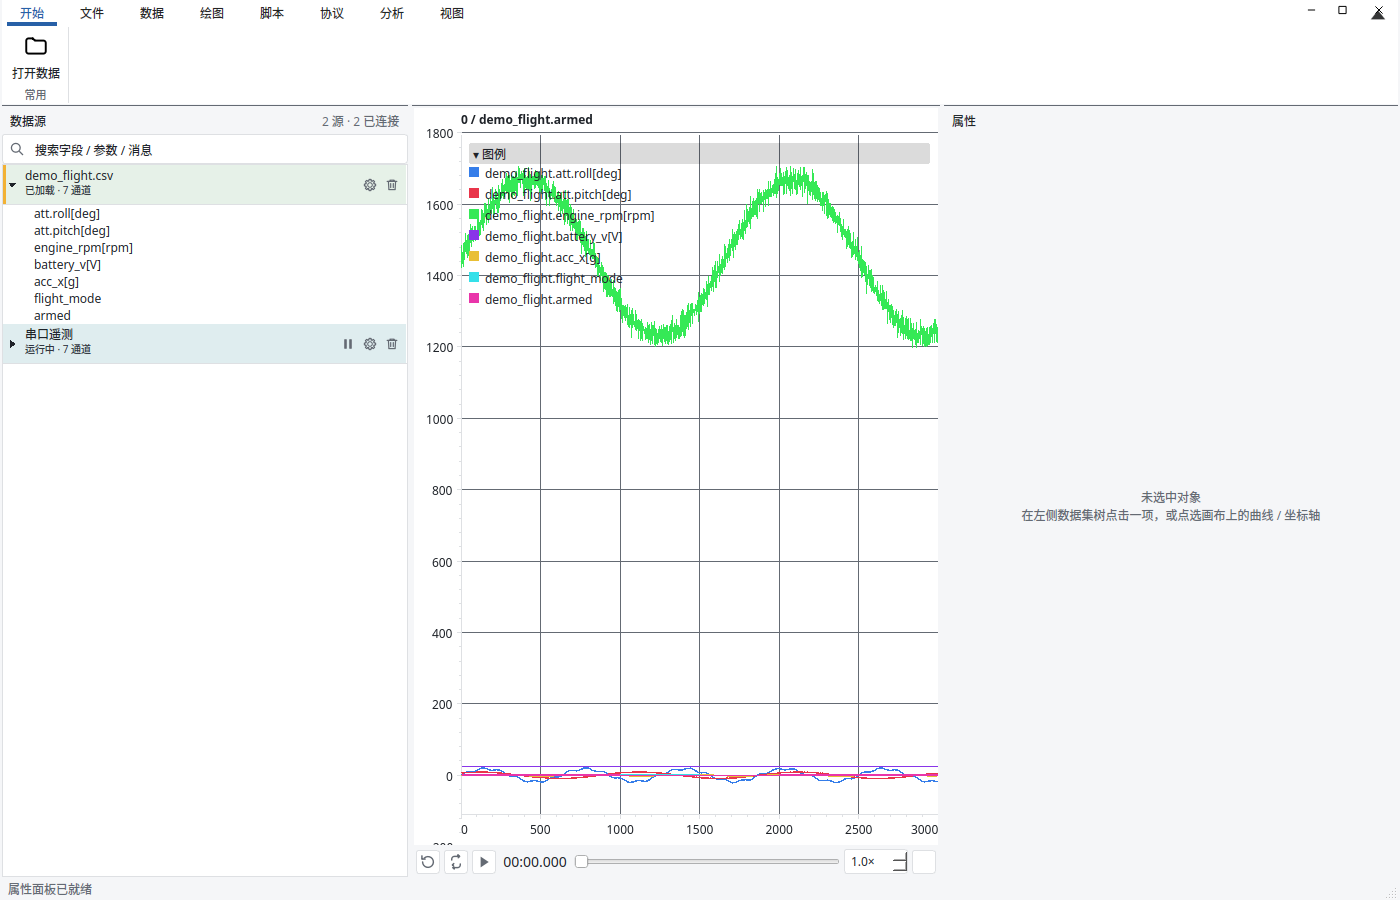 开始 文件 数据 绘图 脚本 协议 分析 视图
打开数据
常用
数据源 2 源 · 2 已连接
搜索字段 / 参数 / 消息
demo_flight.csv
已加载 · 7 通道
att.roll[deg]
att.pitch[deg]
engine_rpm[rpm]
battery_v[V]
acc_x[g]
flight_mode
armed
串口遥测
运行中 · 7 通道
0 / demo_flight.armed
图例
demo_flight.att.roll[deg]
demo_flight.att.pitch[deg]
demo_flight.engine_rpm[rpm]
demo_flight.battery_v[V]
demo_flight.acc_x[g]
demo_flight.flight_mode
demo_flight.armed
1800
1600
1400
1200
1000
800
600
400
200
0
0 500 1000 1500 2000 2500 3000
00:00.000 1.0×
属性
未选中对象
在左侧数据集树点击一项，或点选画布上的曲线 / 坐标轴
属性面板已就绪